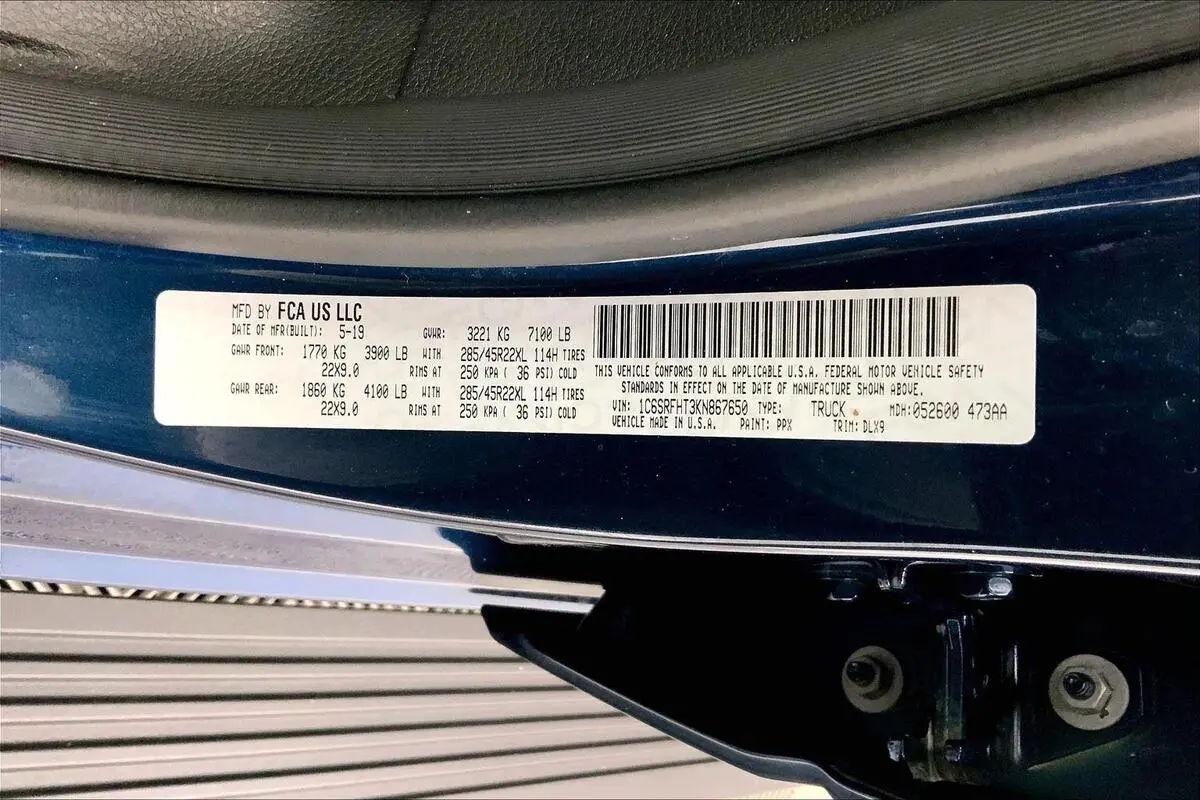 MFD BY FCA US LLC
DATE OF MFR(BUILT): 5-19 GVWR: 3221 KG 7100 LB
GAWR FRONT: 1770 KG 3900 LB WITH 285/45R22XL 114H TIRES
22X9.0 RIMS AT 250 KPA ( 36 PSI) COLD
GAWR REAR: 1860 KG 4100 LB WITH 285/45R22XL 114H TIRES
22X9.0 RIMS AT 250 KPA ( 36 PSI) COLD
THIS VEHICLE CONFORMS TO ALL APPLICABLE U.S.A. FEDERAL MOTOR VEHICLE SAFETY
STANDARDS IN EFFECT ON THE DATE OF MANUFACTURE SHOWN ABOVE.
VIN: 1C6SRFHT3KN867650 TYPE: TRUCK MDH:052600 473AA
VEHICLE MADE IN U.S.A. PAINT: PPX TRIM: DLX9